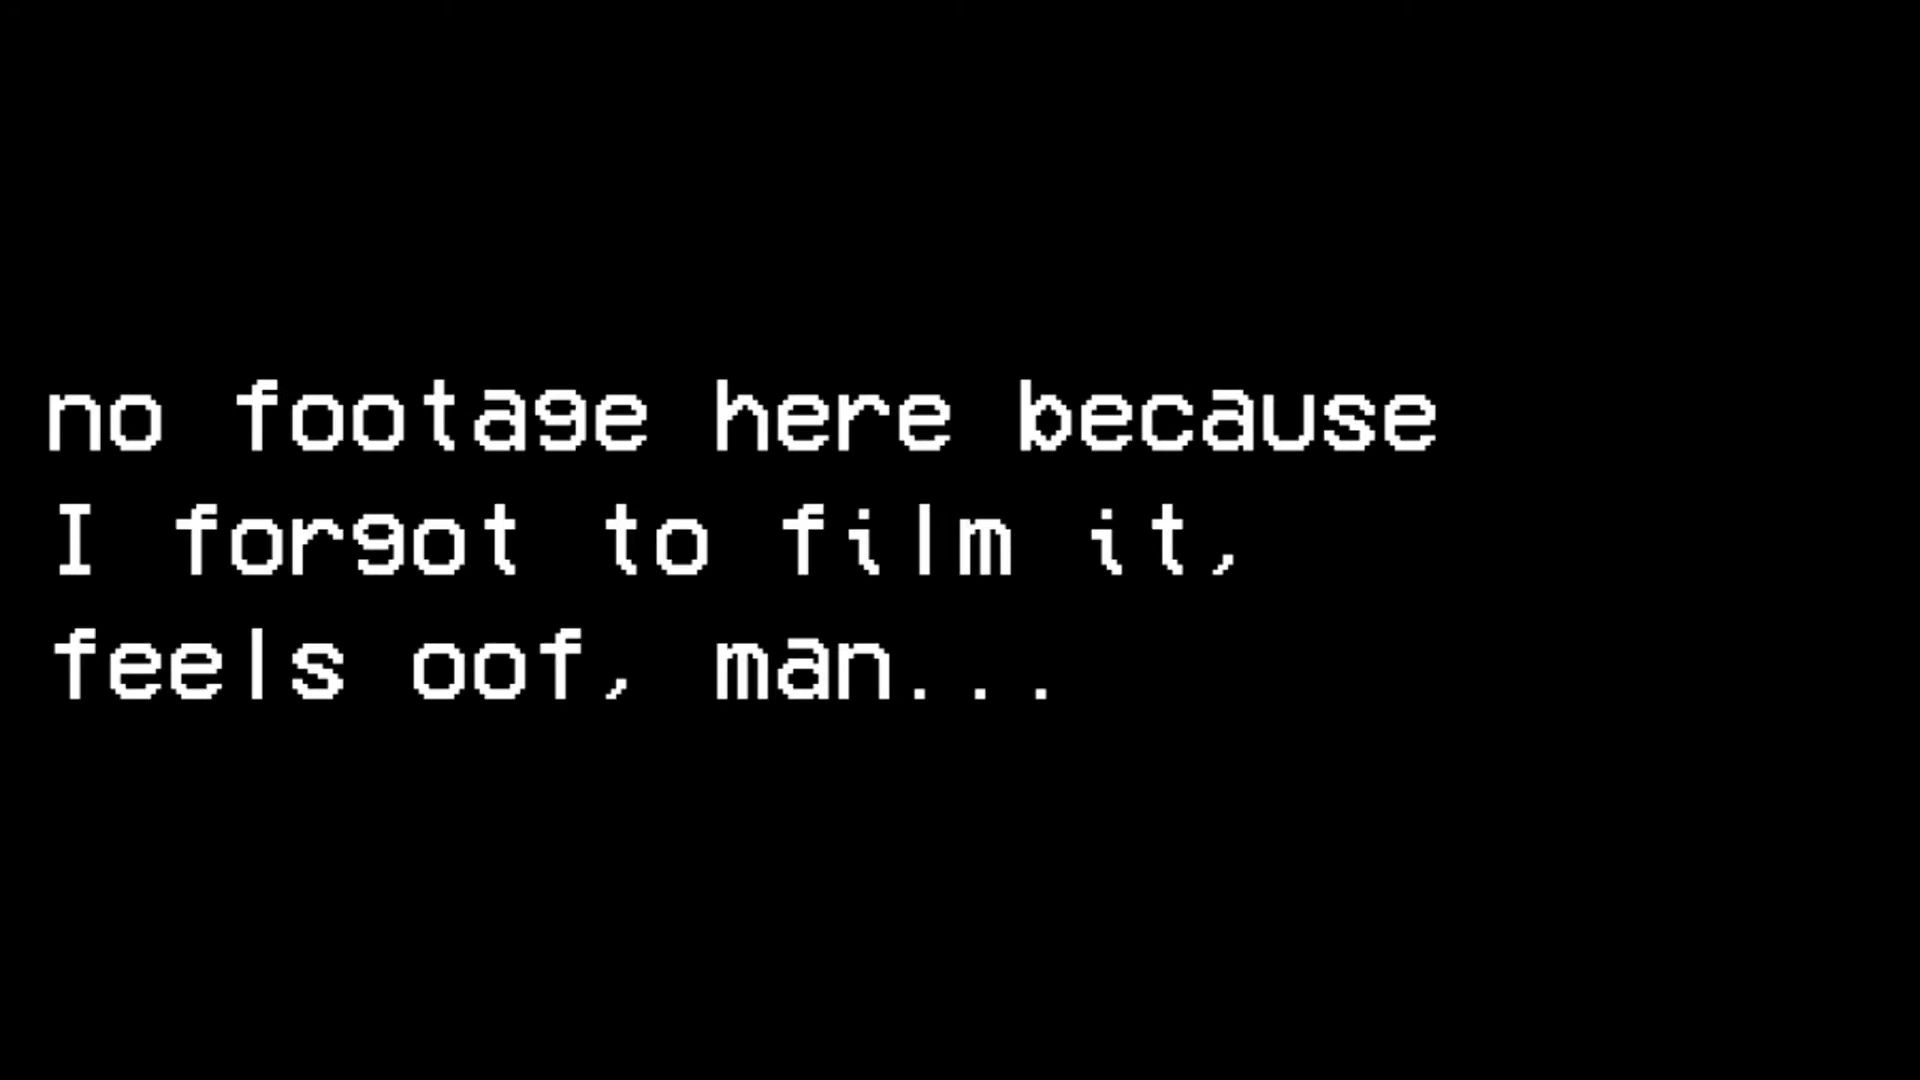 no footage here because
I forgot to film it,
feels oof, man...